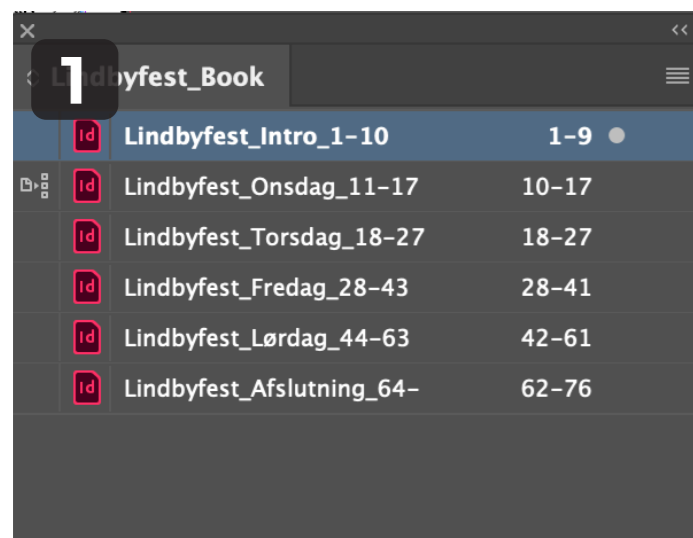 1
Lindbyfest_Book
Lindbyfest_Intro_1–10 1–9
Lindbyfest_Onsdag_11–17 10–17
Lindbyfest_Torsdag_18–27 18–27
Lindbyfest_Fredag_28–43 28–41
Lindbyfest_Lørdag_44–63 42–61
Lindbyfest_Afslutning_64– 62–76